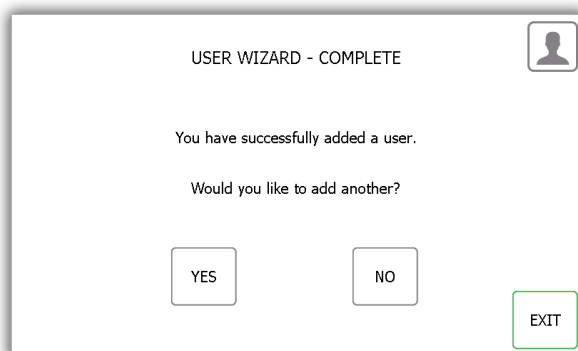 USER WIZARD - COMPLETE
You have successfully added a user.
Would you like to add another?
YES
NO
EXIT